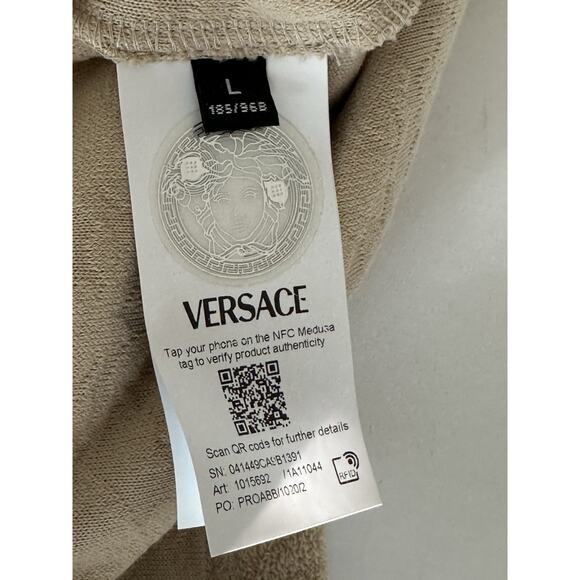 L
185/96B
VERSACE
Tap your phone on the NFC Medusa
tag to verify product authenticity
Scan QR code for further details
SN: 041449CA9B1391
Art: 1015692 /1A11044
PO: PROABB/1020/2
RFID